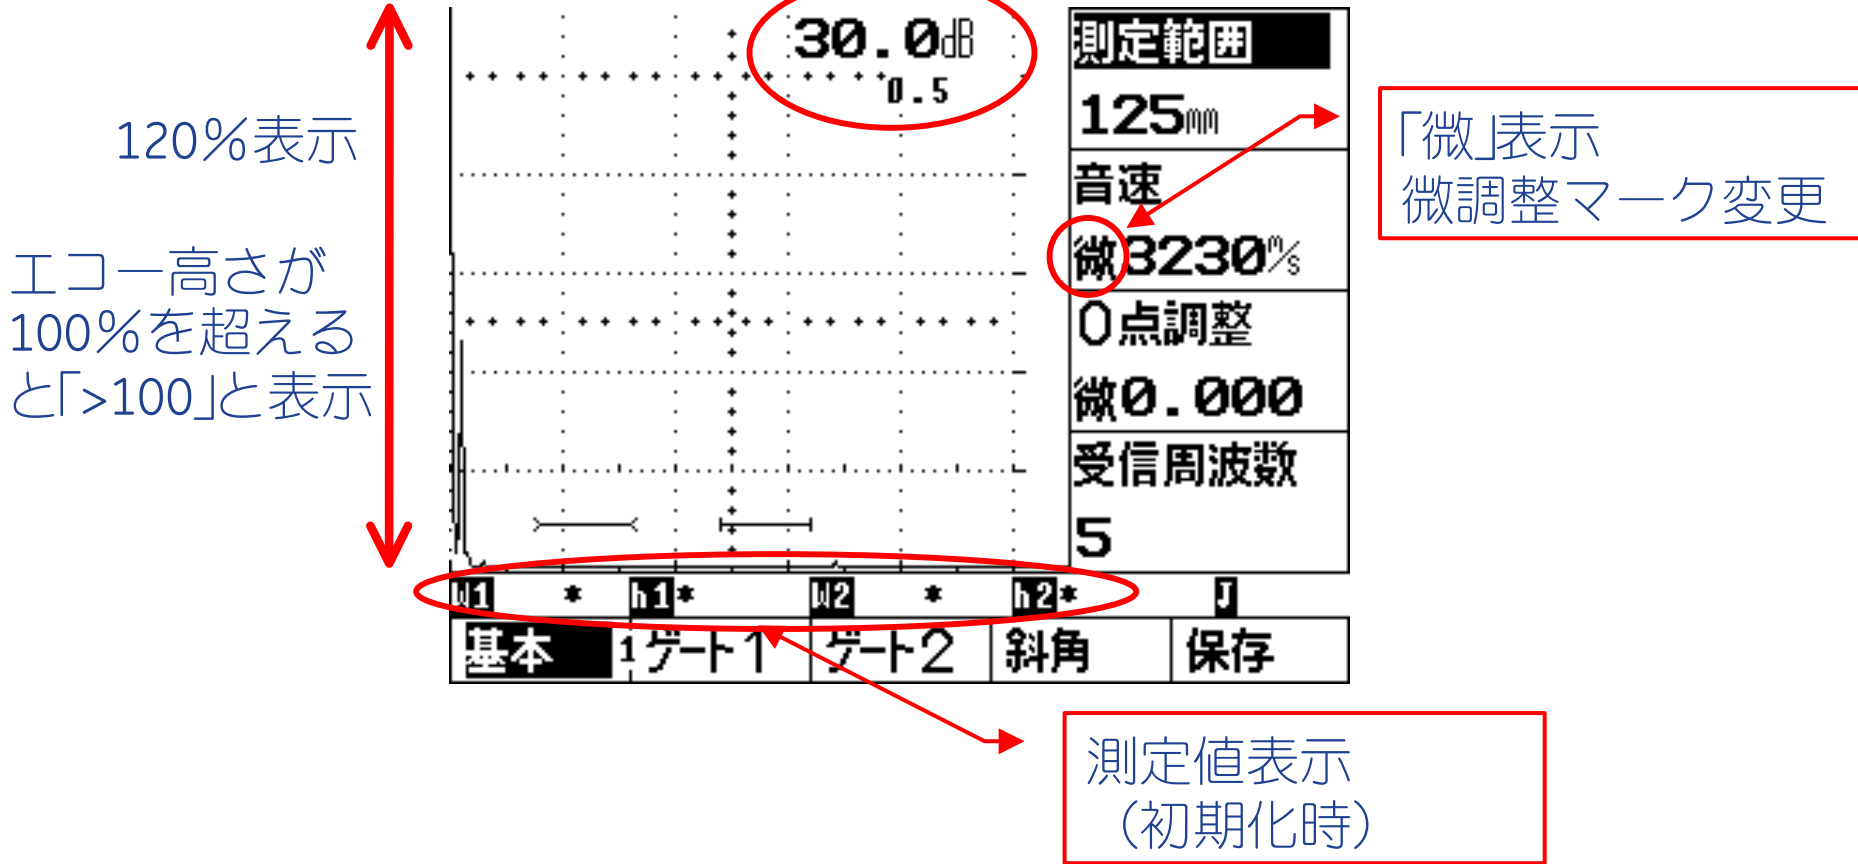 30.0dB
0.5
測定範囲
125mm
音速
微3230m/s
0点調整
微0.000
受信周波数
5
120%表示
エコー高さが
100%を超える
と「>100」と表示
「微」表示
微調整マーク変更
W1 * h1* W2 * h2* J
基本 1 ゲート1 ゲート2 斜角 保存
測定値表示
(初期化時)